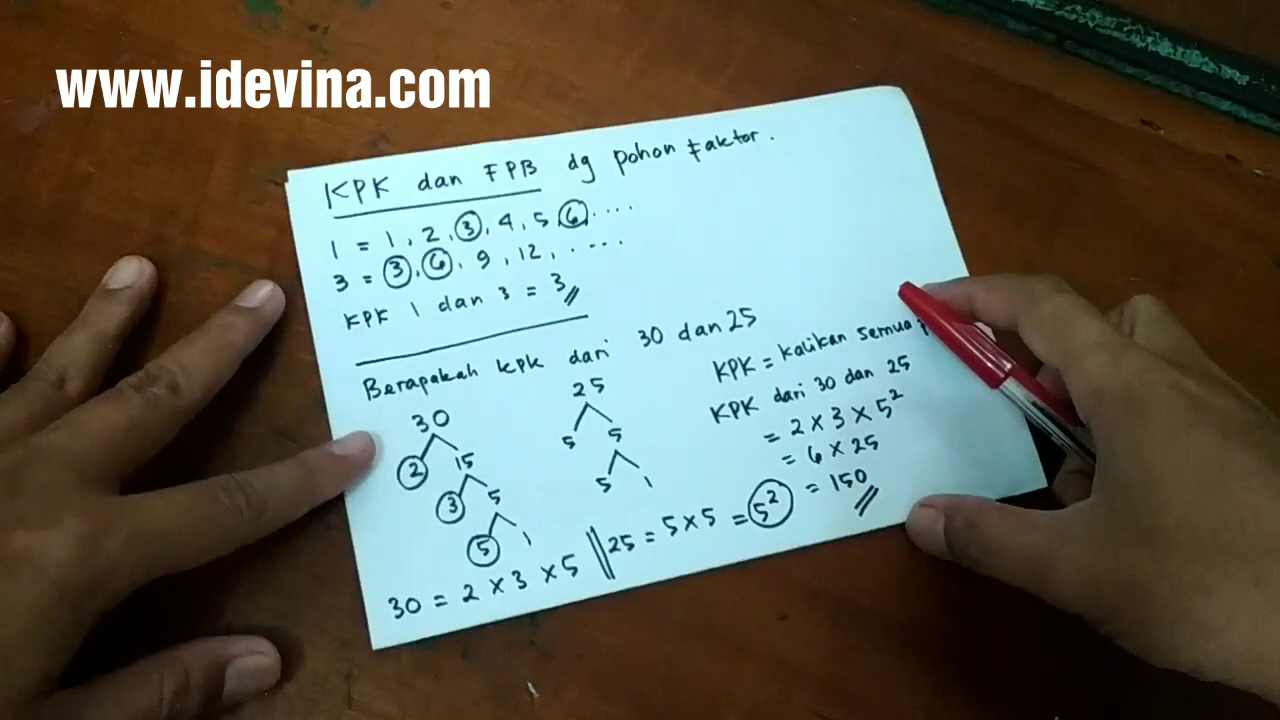 www.idevina.com
KPK dan FPB dg pohon faktor.
1 = 1, 2, 3, 4, 5, 6, ....
3 = 3, 6, 9, 12, ....
KPK 1 dan 3 = 3
Berapakah kpk dari 30 dan 25
30
2 15
3 5
5 1
30 = 2 × 3 × 5
25
5 5
5 1
25 = 5×5 = 5²
KPK = kalikan semua
KPK dari 30 dan 25
= 2 × 3 × 5²
= 6 × 25
= 150